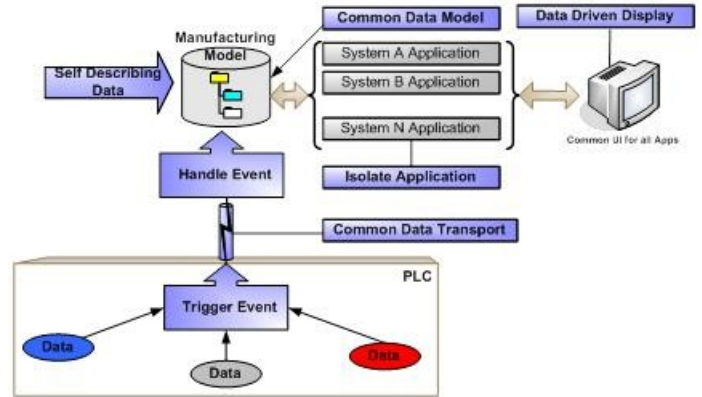 Common Data Model
Data Driven Display
Manufacturing
Model
System A Application
System B Application
System N Application
Self Describing
Data
Common UI for all Apps
Handle Event
Isolate Application
Common Data Transport
PLC
Trigger Event
Data
Data
Data